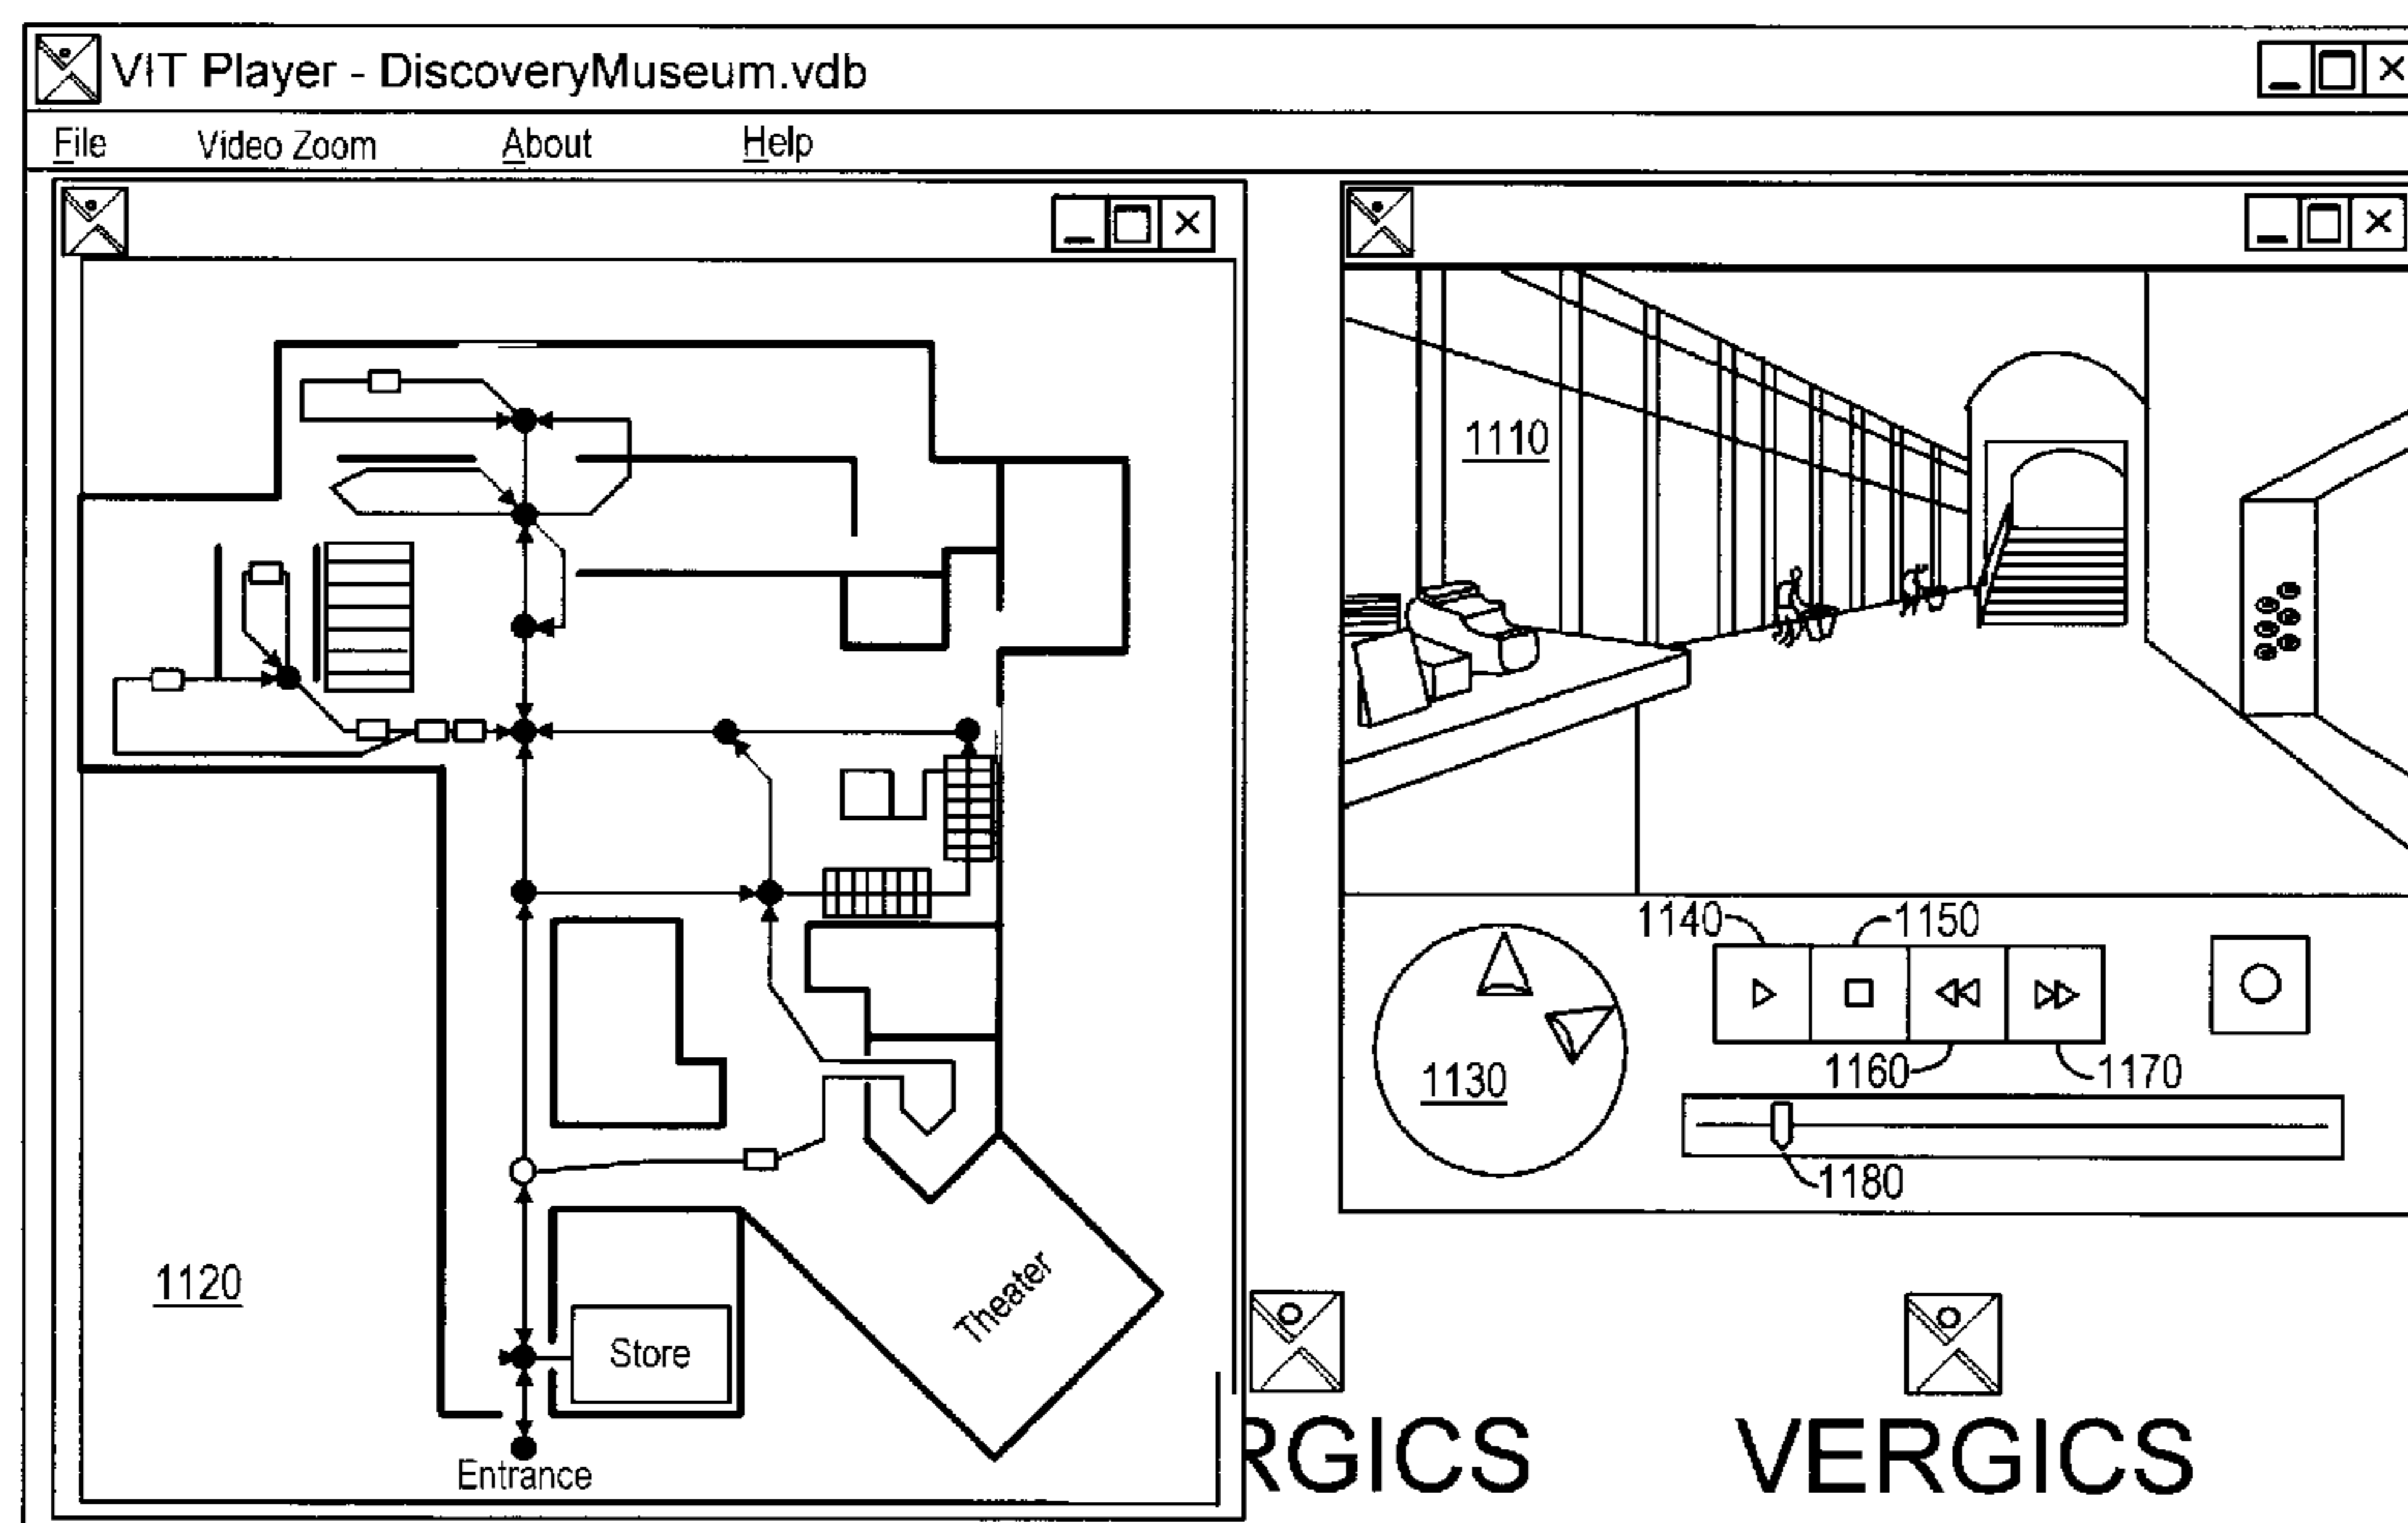 VIT Player - DiscoveryMuseum.vdb
File Video Zoom About Help
1120
Store
Theater
Entrance
1110
1140
1150
1130
1160
1170
1180
RGICS
VERGICS